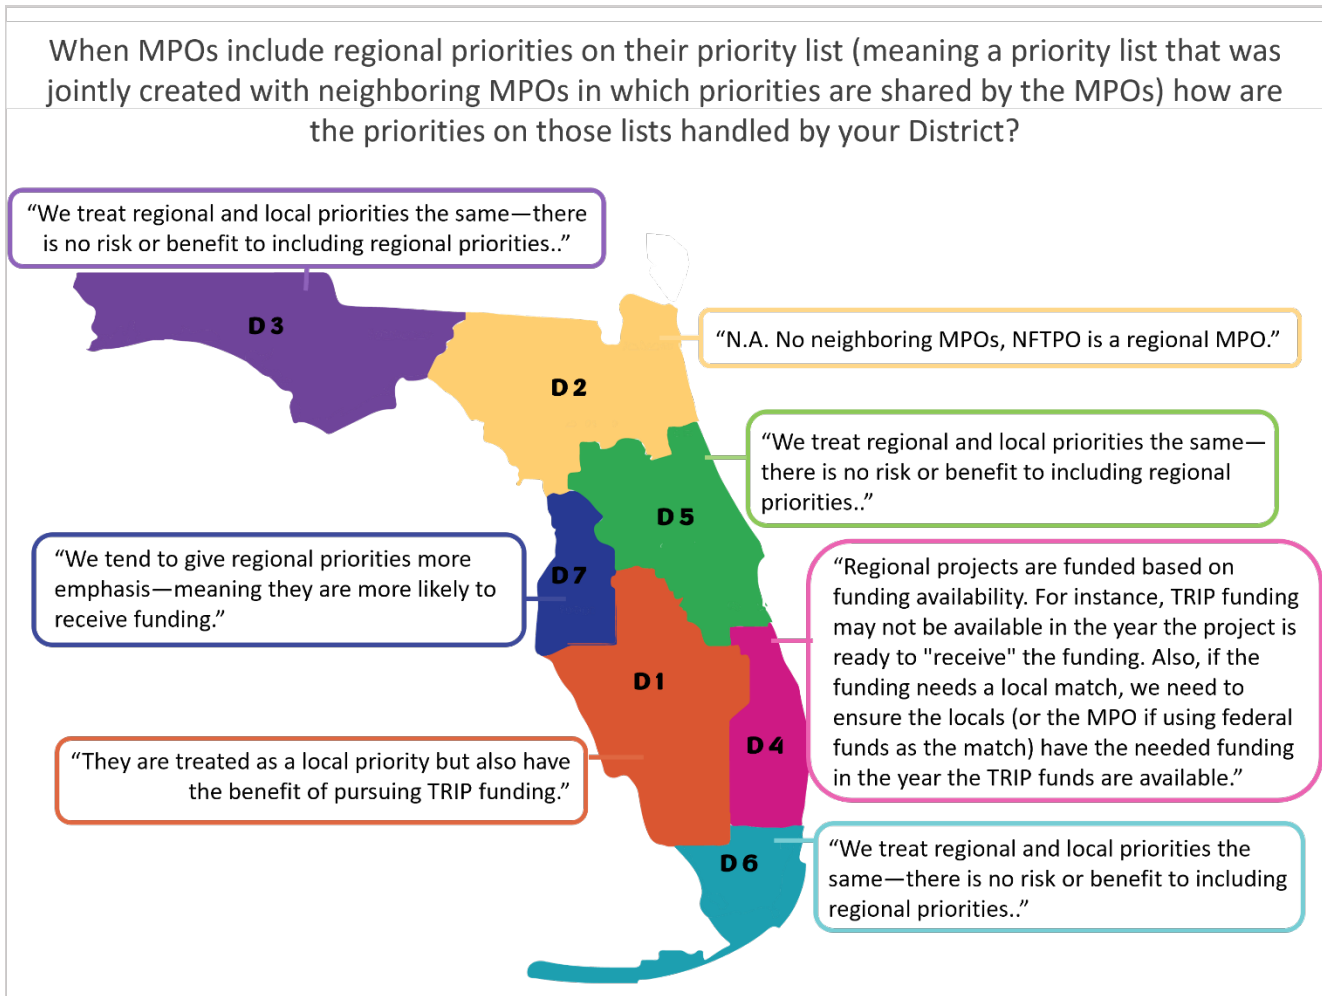 When MPOs include regional priorities on their priority list (meaning a priority list that was
jointly created with neighboring MPOs in which priorities are shared by the MPOs) how are
the priorities on those lists handled by your District?
“We treat regional and local priorities the same—there
is no risk or benefit to including regional priorities..”
D3
“N.A. No neighboring MPOs, NFTPO is a regional MPO.”
D2
“We treat regional and local priorities the same—
there is no risk or benefit to including regional
priorities..”
D5
“We tend to give regional priorities more
emphasis—meaning they are more likely to
receive funding.”
D7
“Regional projects are funded based on
funding availability. For instance, TRIP funding
may not be available in the year the project is
ready to "receive" the funding. Also, if the
funding needs a local match, we need to
ensure the locals (or the MPO if using federal
funds as the match) have the needed funding
in the year the TRIP funds are available.”
D1
D4
“They are treated as a local priority but also have
the benefit of pursuing TRIP funding.”
D6
“We treat regional and local priorities the
same—there is no risk or benefit to including
regional priorities..”